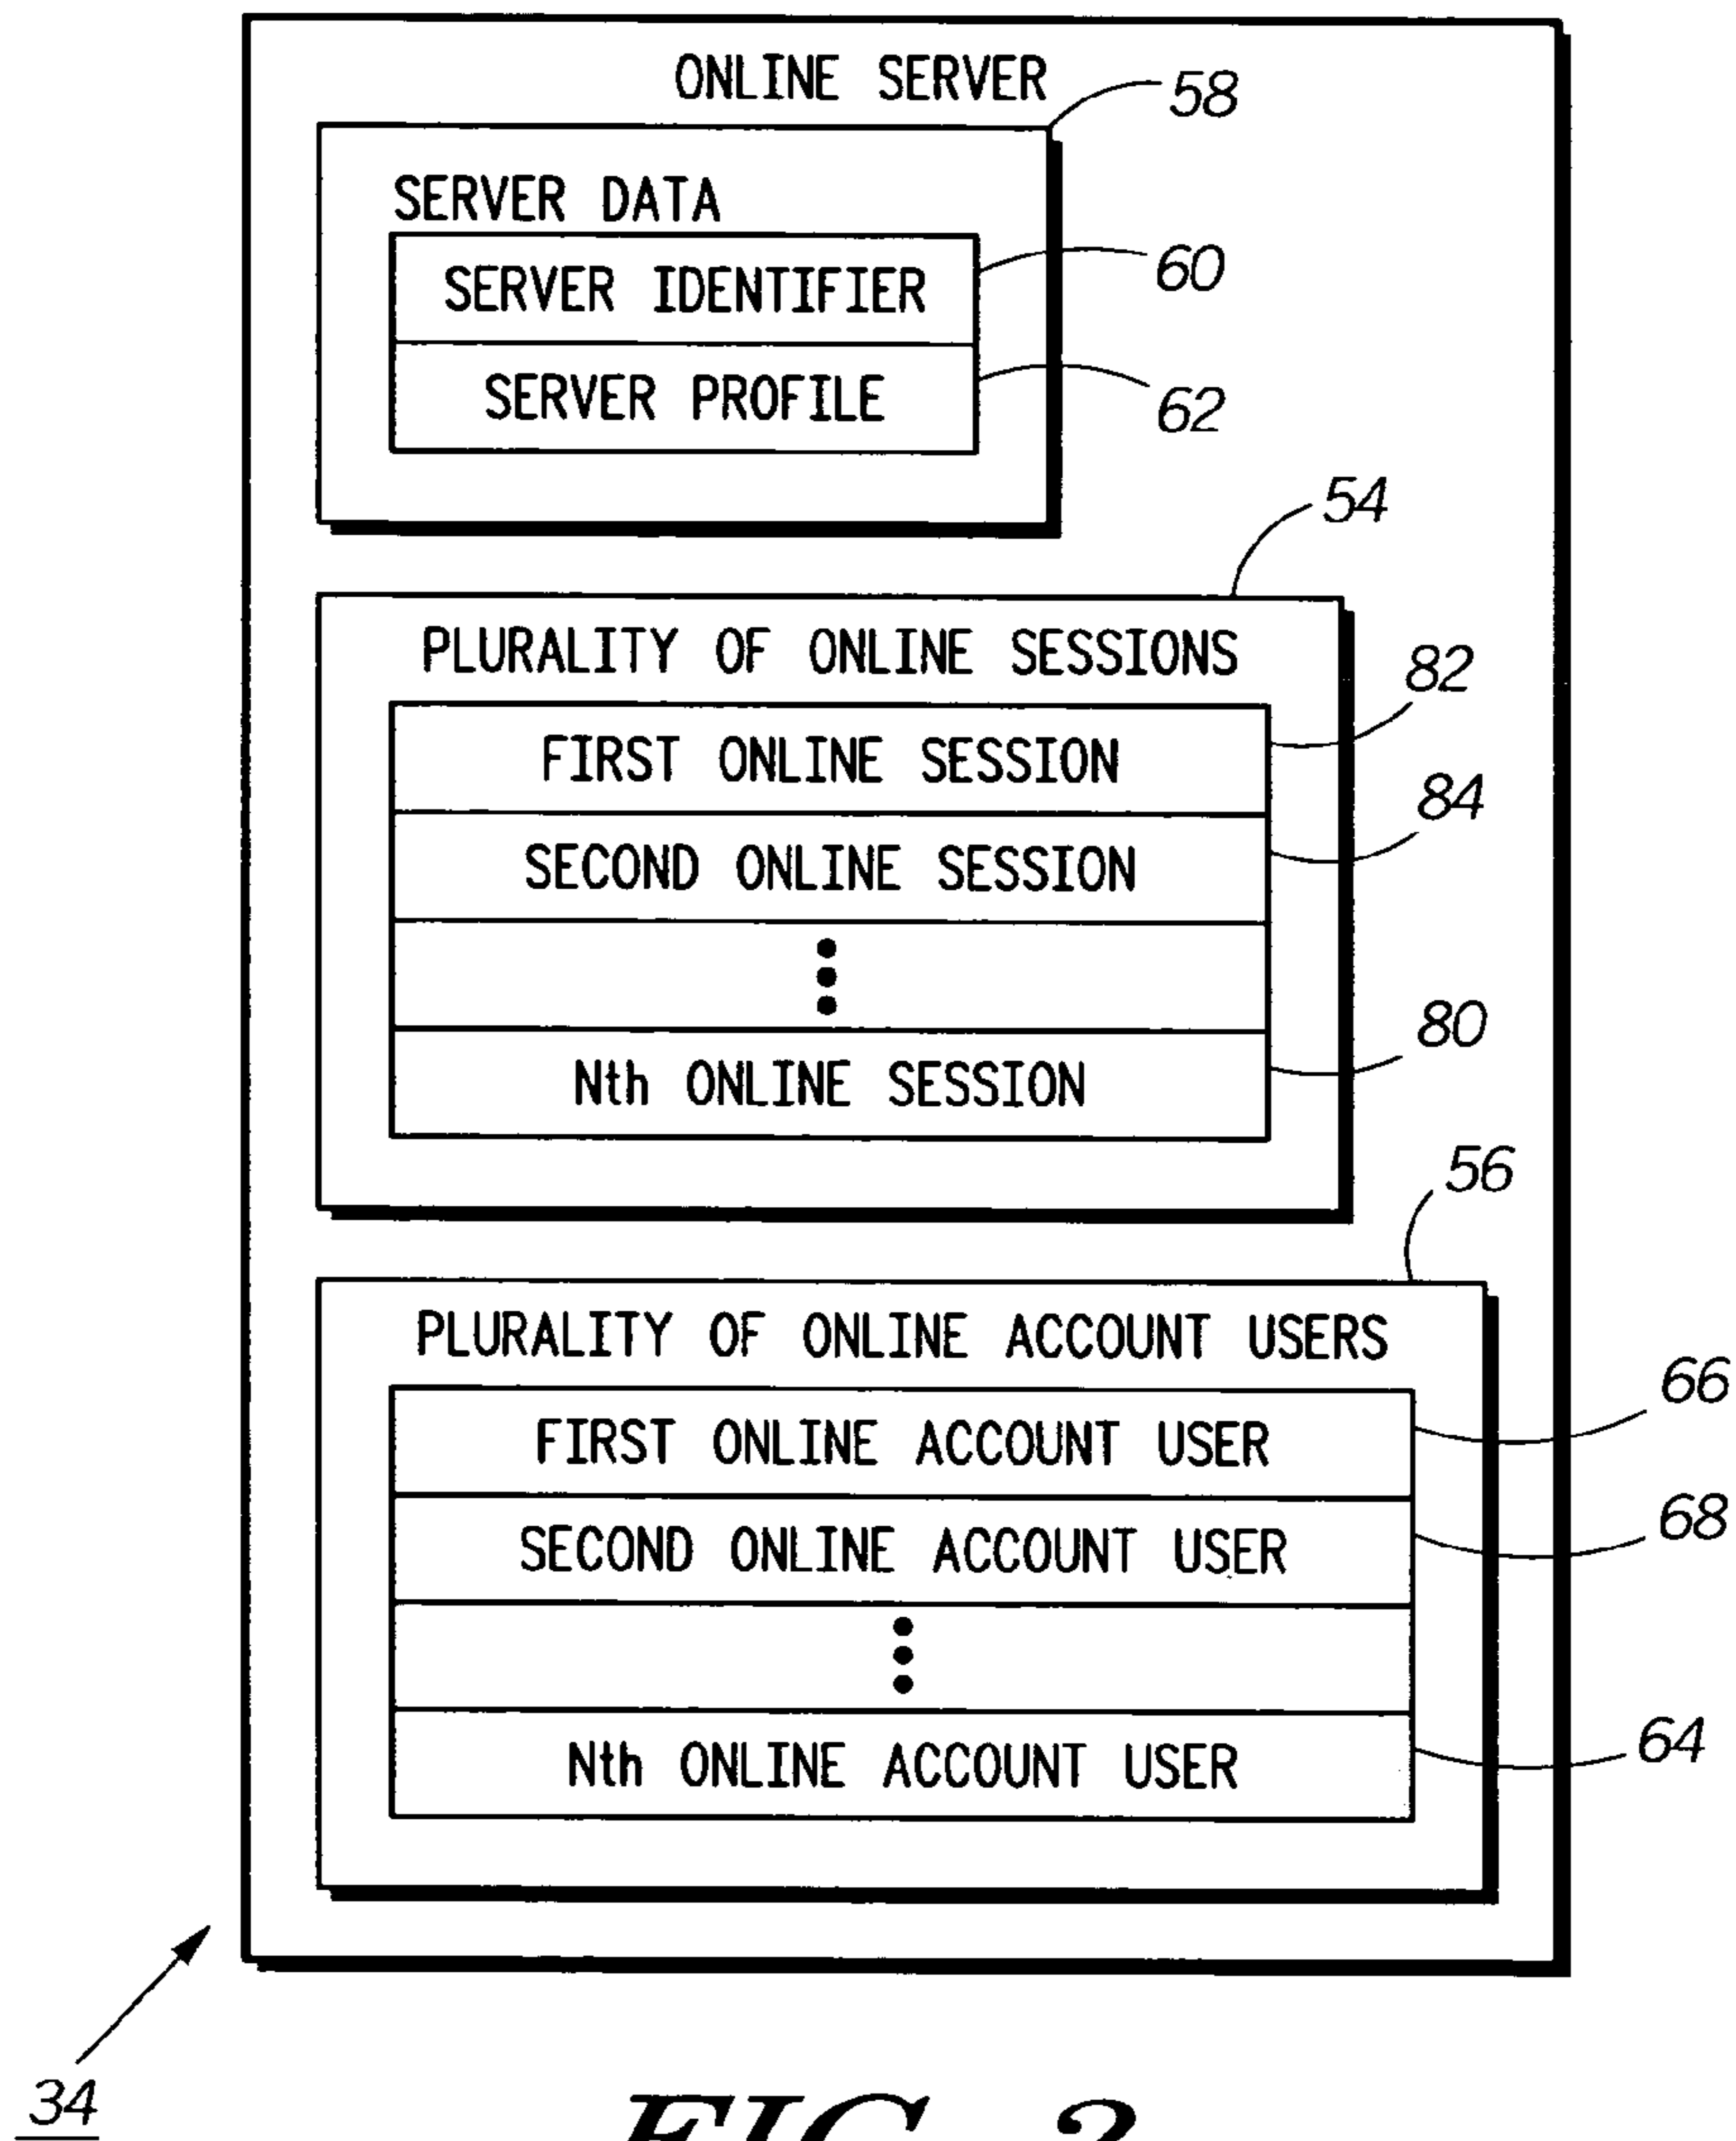 ONLINE SERVER
58
SERVER DATA
SERVER IDENTIFIER
60
SERVER PROFILE
62
54
PLURALITY OF ONLINE SESSIONS
82
FIRST ONLINE SESSION
84
SECOND ONLINE SESSION
80
Nth ONLINE SESSION
56
PLURALITY OF ONLINE ACCOUNT USERS
66
FIRST ONLINE ACCOUNT USER
68
SECOND ONLINE ACCOUNT USER
64
Nth ONLINE ACCOUNT USER
34
FIG